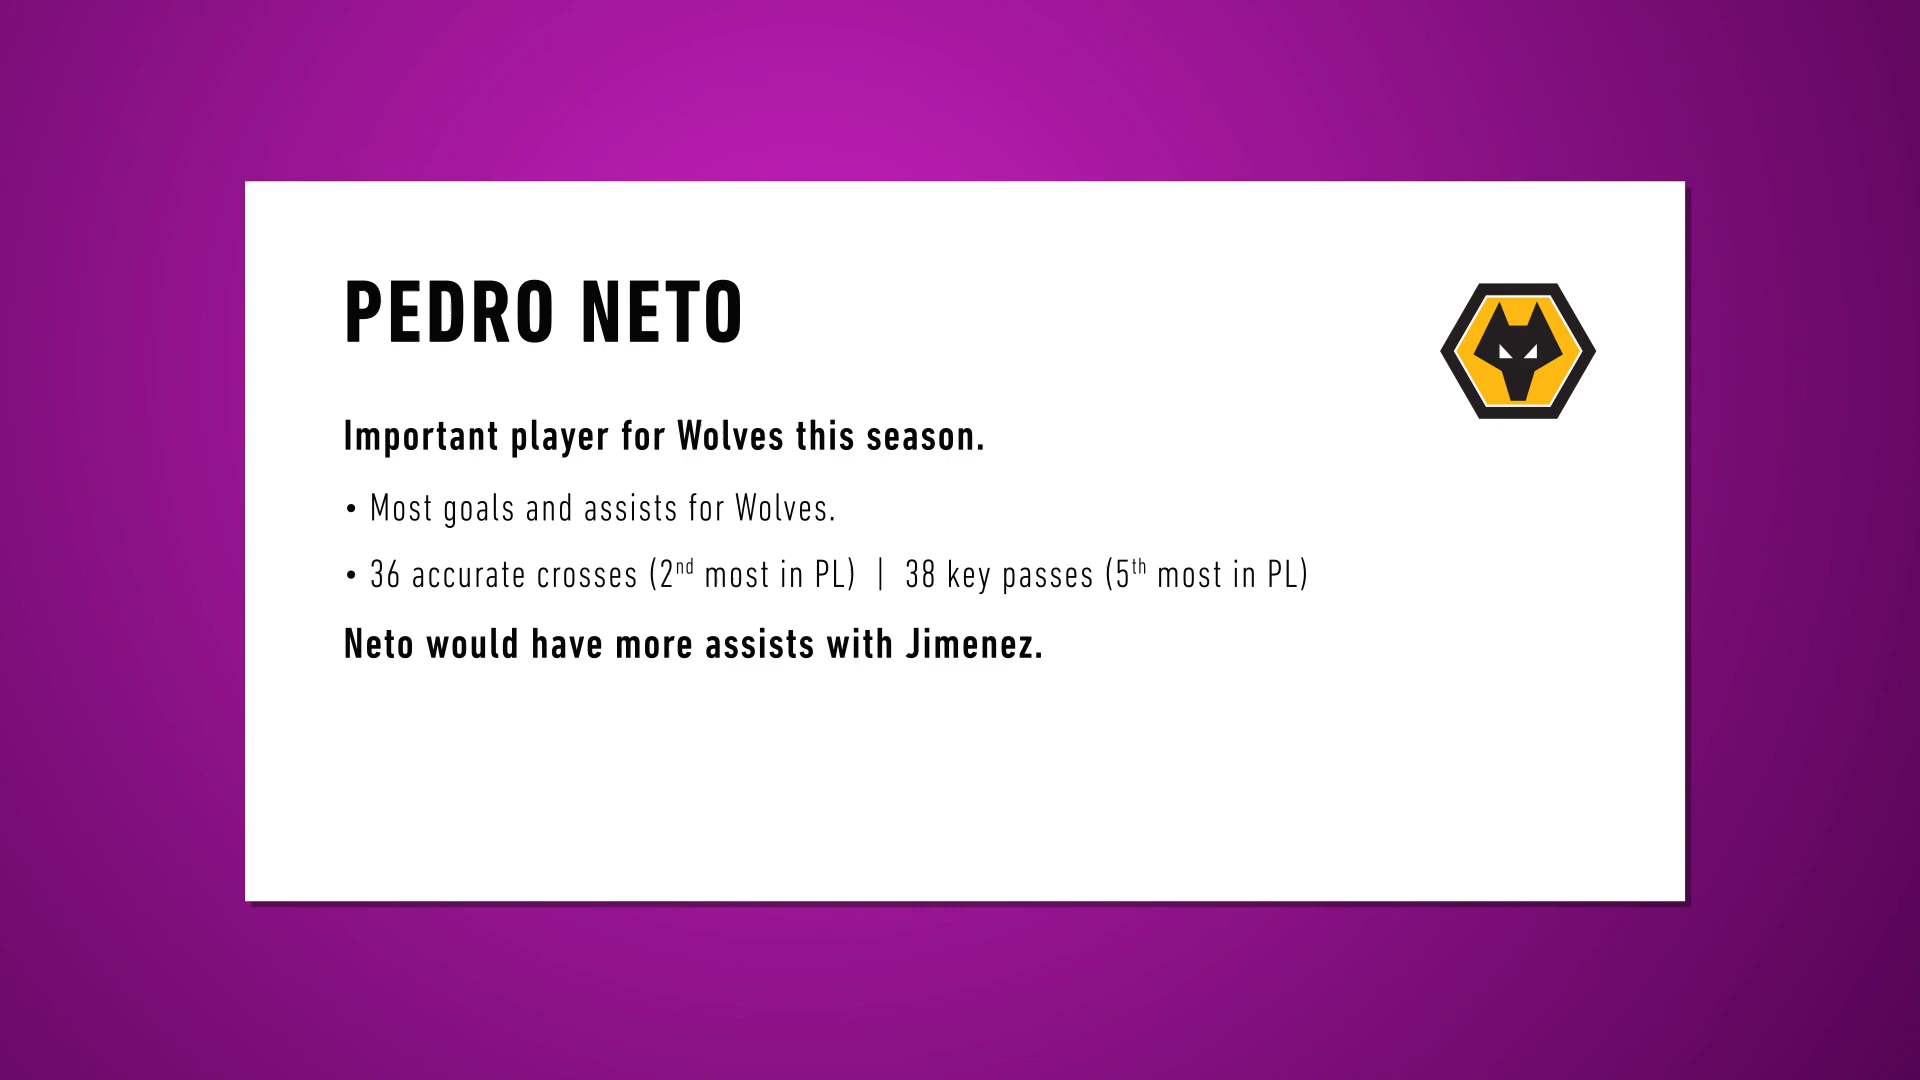 PEDRO NETO
Important player for Wolves this season.
• Most goals and assists for Wolves.
• 36 accurate crosses (2nd most in PL) | 38 key passes (5th most in PL)
Neto would have more assists with Jimenez.